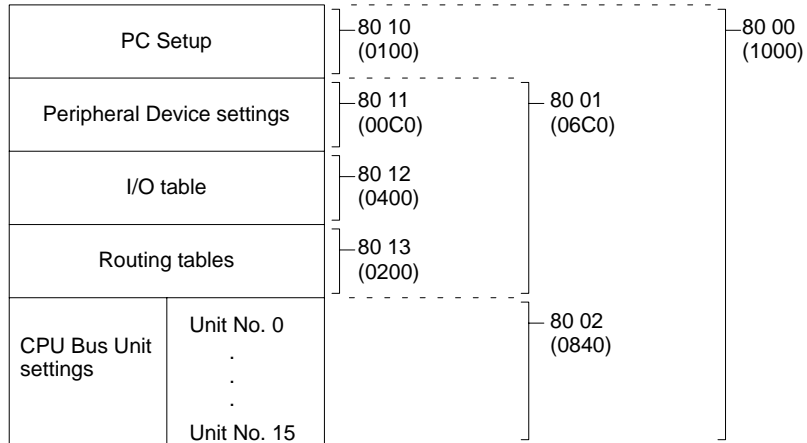 PC Setup
80 10
(0100)
80 00
(1000)
Peripheral Device settings
80 11
(00C0)
80 01
(06C0)
I/O table
80 12
(0400)
Routing tables
80 13
(0200)
CPU Bus Unit
settings
Unit No. 0
.
.
.
Unit No. 15
80 02
(0840)